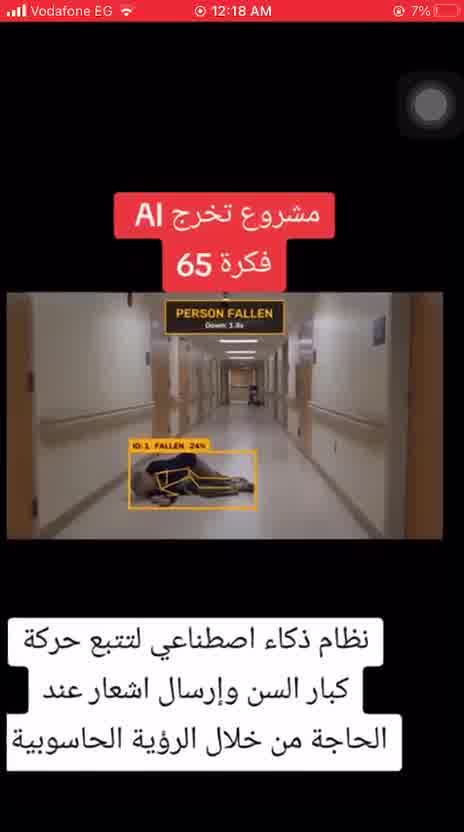 Vodafone EG
12:18 AM
7%
مشروع تخرج AI
فكرة 65
PERSON FALLEN
Down: 1.8s
ID:1 FALLEN 24%
نظام ذكاء اصطناعي لتتبع حركة
كبار السن وإرسال اشعار عند
الحاجة من خلال الرؤية الحاسوبية